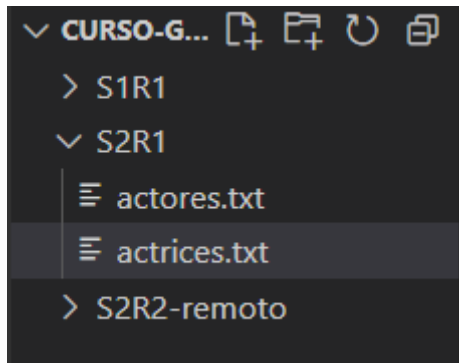 CURSO-G...
S1R1
S2R1
actores.txt
actrices.txt
S2R2-remoto